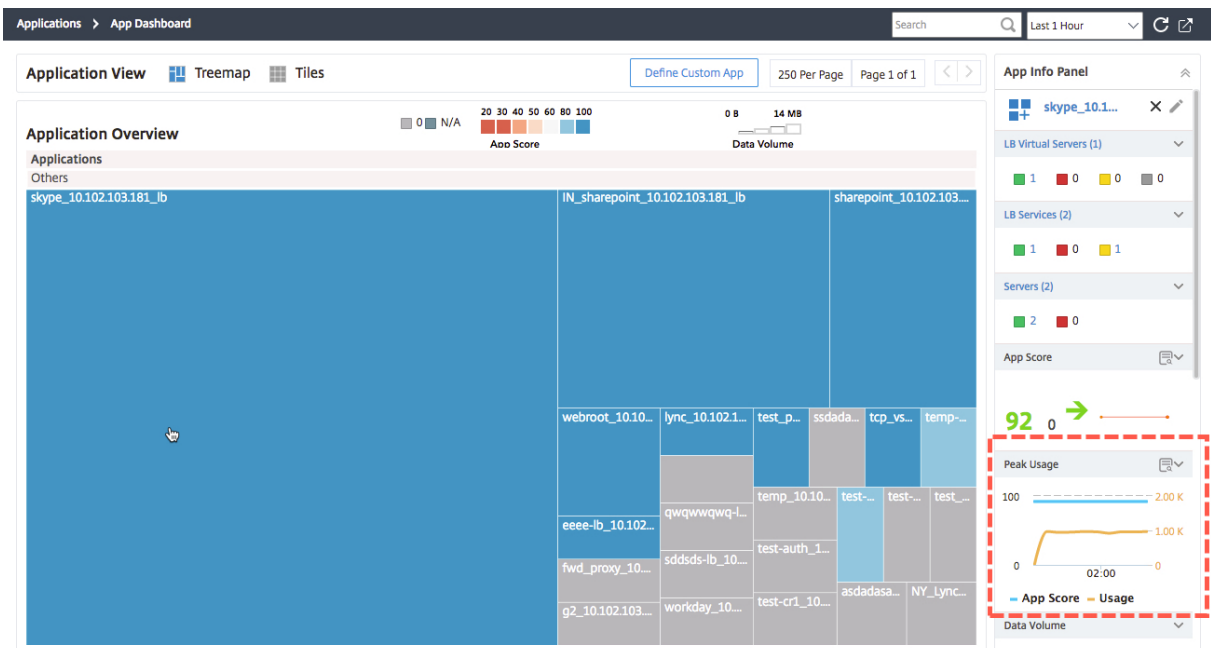 Applications > App Dashboard
Search
Last 1 Hour
Application View Treemap Tiles
Define Custom App
250 Per Page
Page 1 of 1
Application Overview
0 N/A
20 30 40 50 60 80 100
App Score
0 B 14 MB
Data Volume
Applications
Others
skype_10.102.103.181_lb
IN_sharepoint_10.102.103.181_lb
sharepoint_10.102.103....
webroot_10.10...
lync_10.102.1...
test_p...
ssdada...
tcp_vs...
temp-...
qwqwwqwq-l...
temp_10.10...
test-...
test-...
test_...
eeee-lb_10.102...
sddsds-lb_10....
test-auth_1...
fwd_proxy_10....
g2_10.102.103....
workday_10....
test-cr1_10...
asdadasa...
NY_Lync...
App Info Panel
skype_10.1...
LB Virtual Servers (1)
1 0 0 0
LB Services (2)
1 0 1
Servers (2)
2 0
App Score
92 0
Peak Usage
100 2.00 K
1.00 K
0 0
02:00
App Score Usage
Data Volume